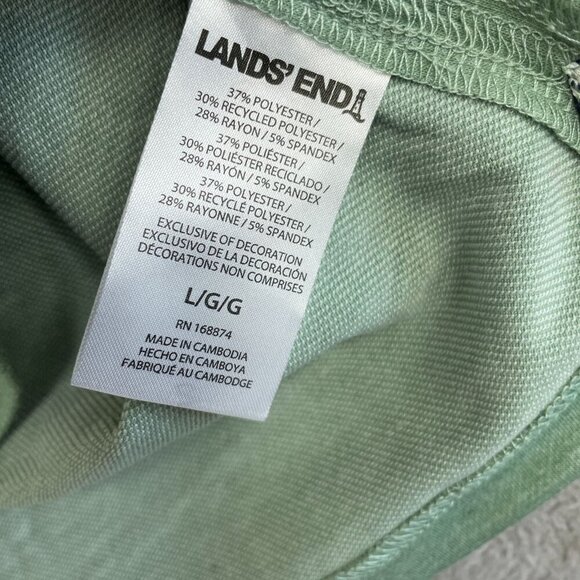 LANDS' END
37% POLYESTER /
30% RECYCLED POLYESTER /
28% RAYON / 5% SPANDEX
37% POLIÉSTER /
30% POLIÉSTER RECICLADO /
28% RAYÓN / 5% SPANDEX
37% POLYESTER /
30% RECYCLÉ POLYESTER /
28% RAYONNE / 5% SPANDEX
EXCLUSIVE OF DECORATION
EXCLUSIVO DE LA DECORACIÓN
DÉCORATIONS NON COMPRISES
L/G/G
RN 168874
MADE IN CAMBODIA
HECHO EN CAMBOYA
FABRIQUÉ AU CAMBODGE